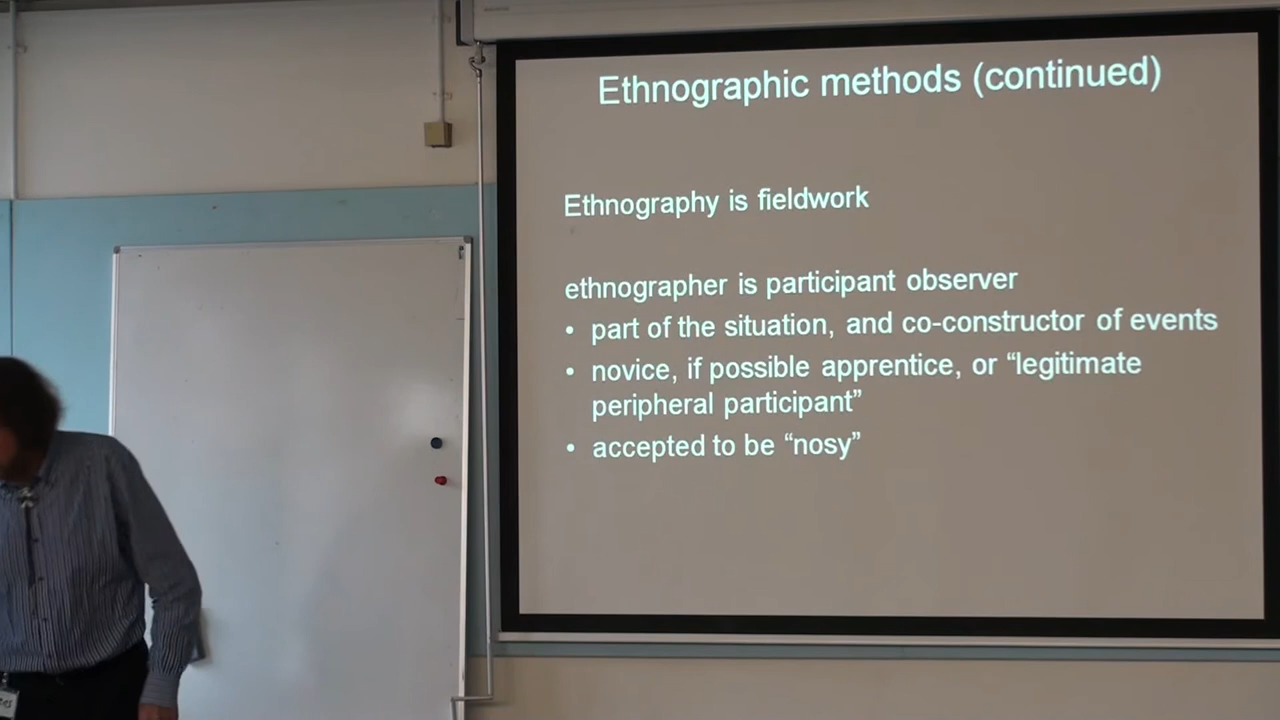 Ethnographic methods (continued)
Ethnography is fieldwork
ethnographer is participant observer
• part of the situation, and co-constructor of events
• novice, if possible apprentice, or “legitimate
peripheral participant”
• accepted to be “nosy”